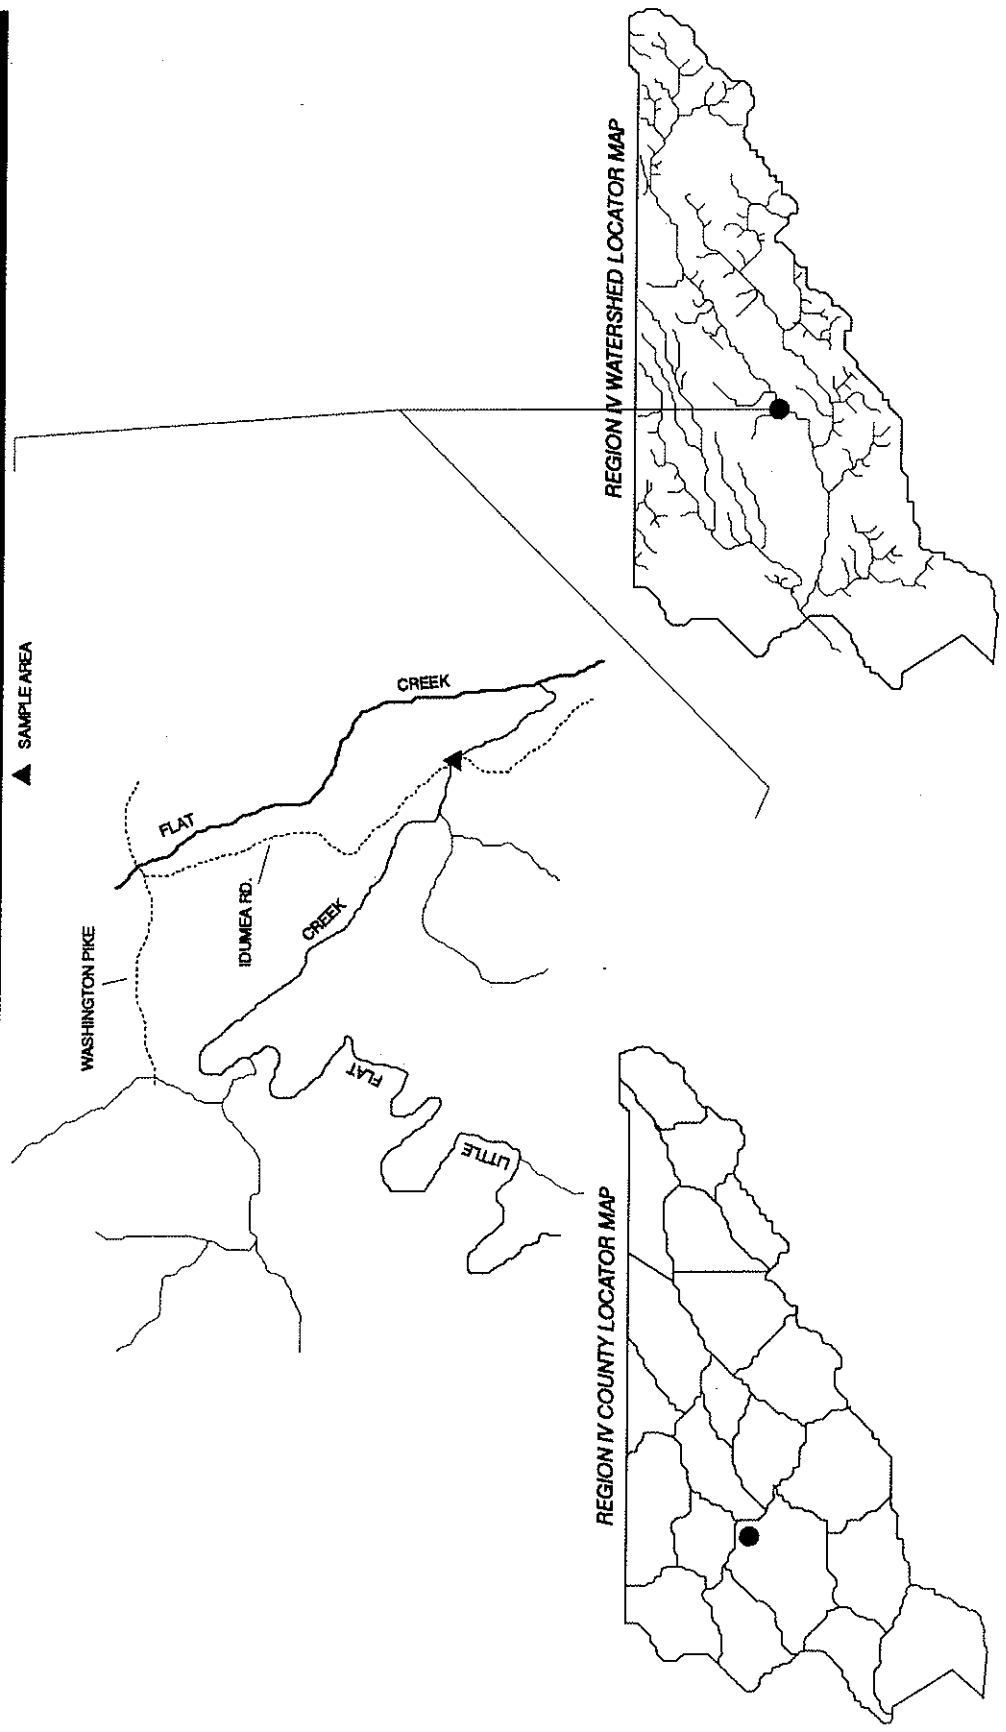 SAMPLE AREA
WASHINGTON PIKE
FLAT
CREEK
IDUMEA RD.
CREEK
FLAT
LITTLE
REGION IV COUNTY LOCATOR MAP
REGION IV WATERSHED LOCATOR MAP